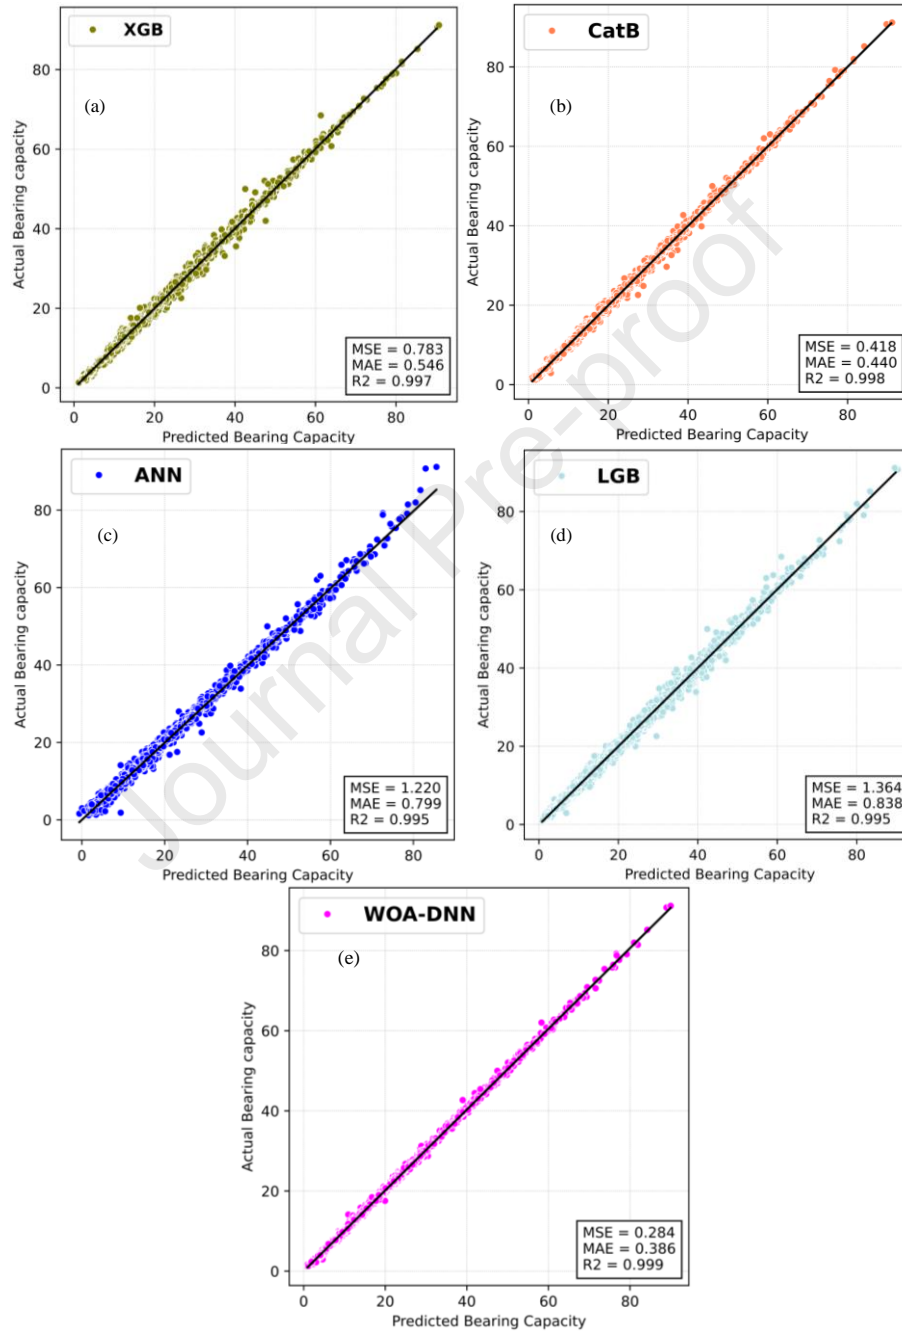 XGB
(a)
80
60
40
20
0
Actual Bearing capacity
MSE = 0.783
MAE = 0.546
R2 = 0.997
0 20 40 60 80
Predicted Bearing Capacity
CatB
(b)
80
60
40
20
0
Actual Bearing capacity
MSE = 0.418
MAE = 0.440
R2 = 0.998
0 20 40 60 80
Predicted Bearing Capacity
ANN
(c)
80
60
40
20
0
Actual Bearing capacity
MSE = 1.220
MAE = 0.799
R2 = 0.995
0 20 40 60 80
Predicted Bearing Capacity
LGB
(d)
80
60
40
20
0
Actual Bearing capacity
MSE = 1.364
MAE = 0.838
R2 = 0.995
0 20 40 60 80
Predicted Bearing Capacity
WOA-DNN
(e)
80
60
40
20
0
Actual Bearing capacity
MSE = 0.284
MAE = 0.386
R2 = 0.999
0 20 40 60 80
Predicted Bearing Capacity
Journal Pre-proof